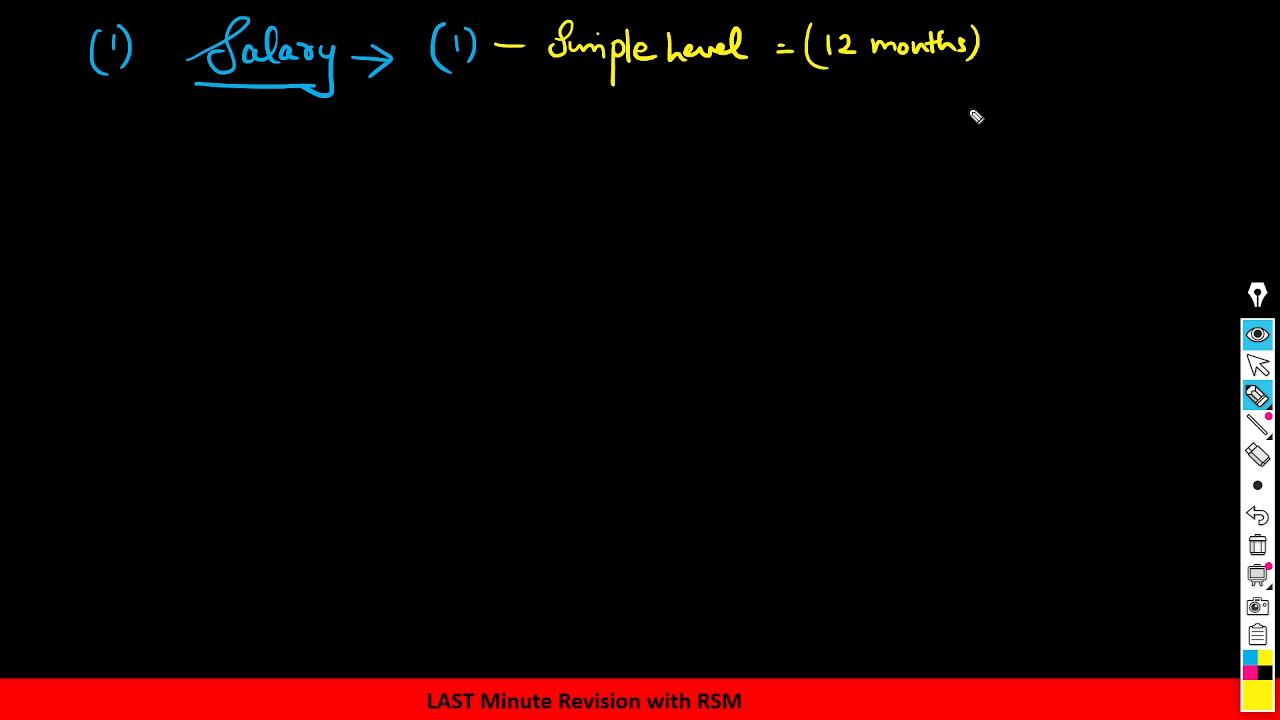 (1) Salary → (1) – Simple Level = (12 months)
LAST Minute Revision with RSM